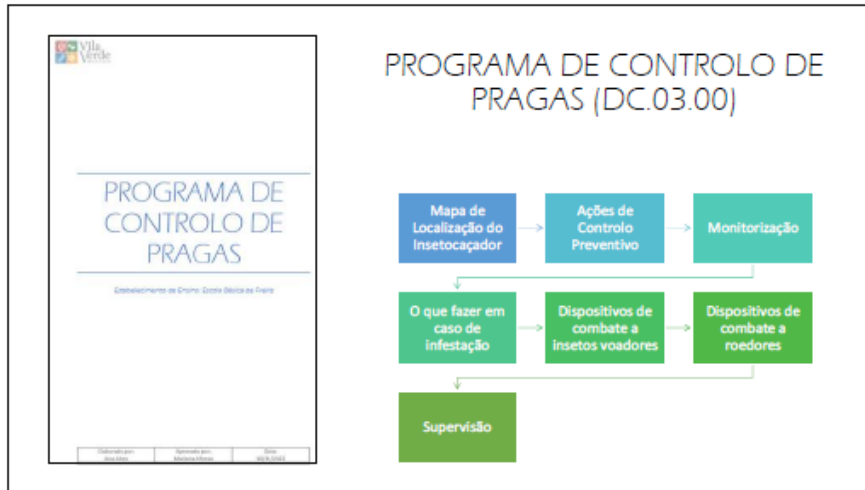 Vila
Verde
PROGRAMA DE
CONTROLO DE
PRAGAS
Estabelecimento de Ensino: Escola Básica de Freiriz
Elaborado por:
Aprovado por:
Data:
PROGRAMA DE CONTROLO DE
PRAGAS (DC.03.00)
Mapa de
Localização do
Insetocaçador
Ações de
Controlo
Preventivo
Monitorização
O que fazer em
caso de
infestação
Dispositivos de
combate a
insetos voadores
Dispositivos de
combate a
roedores
Supervisão